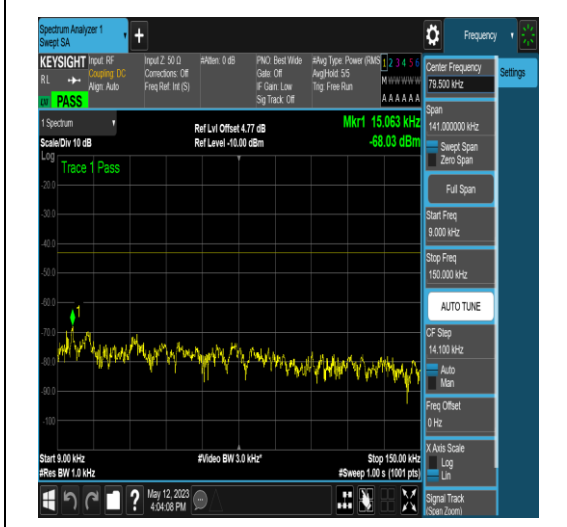 Spectrum Analyzer 1
Swept SA
+
Frequency
KEYSIGHT
RL
PASS
Input: RF
Coupling: DC
Align: Auto
Input Z: 50 Ω
Corrections: Off
Freq Ref: Int (S)
#Atten: 0 dB
PNO: Best Wide
Gate: Off
IF Gain: Low
Sig Track: Off
#Avg Type: Power (RMS
Avg|Hold: 5/5
Trig: Free Run
1 2 3 4 5 6
M W W W W W
A A A A A A
1 Spectrum
Scale/Div 10 dB
Ref Lvl Offset 4.77 dB
Ref Level -10.00 dBm
Mkr1 15.063 kHz
-68.03 dBm
Log
Trace 1 Pass
-20.0
-30.0
-40.0
-50.0
-60.0
-70.0
-80.0
-90.0
-100
1
Start 9.00 kHz
#Res BW 1.0 kHz
#Video BW 3.0 kHz*
Stop 150.00 kHz
#Sweep 1.00 s (1001 pts)
?
May 12, 2023
4:04:08 PM
Center Frequency
79.500 kHz
Span
141.000000 kHz
Swept Span
Zero Span
Full Span
Start Freq
9.000 kHz
Stop Freq
150.000 kHz
AUTO TUNE
CF Step
14.100 kHz
Auto
Man
Freq Offset
0 Hz
X Axis Scale
Log
Lin
Signal Track
(Span Zoom)
Settings